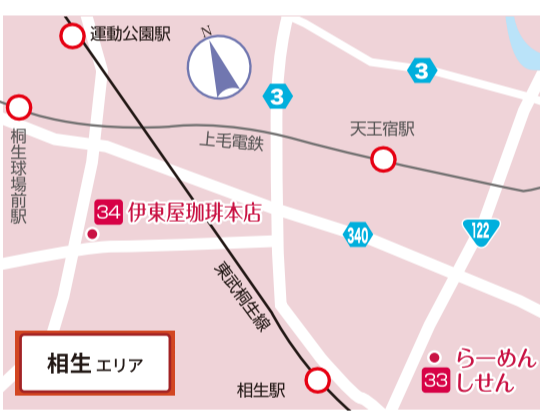 運動公園駅
N
3
3
天王宿駅
上毛電鉄
桐生球場前駅
34 伊東屋珈琲本店
340
122
東武桐生線
相生エリア
相生駅
らーめん
33 しせん